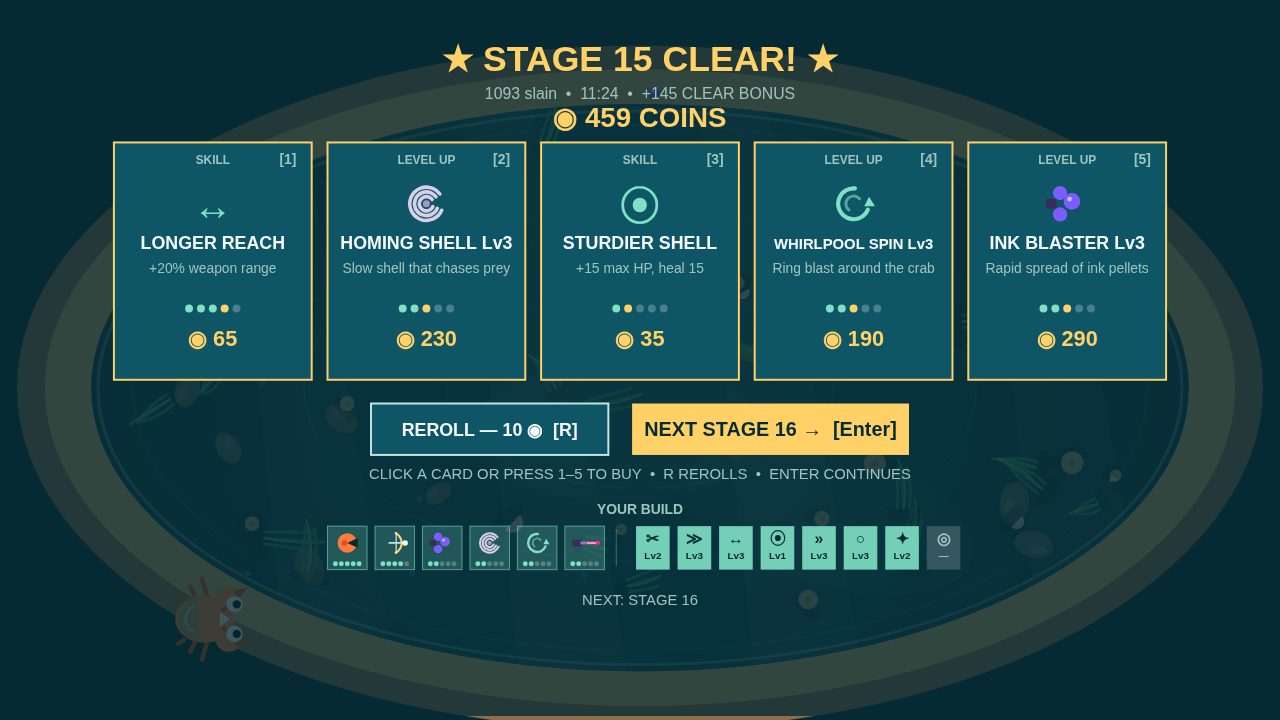 ★ STAGE 15 CLEAR! ★
1093 slain • 11:24 • +145 CLEAR BONUS
◉ 459 COINS
SKILL [1]
LONGER REACH
+20% weapon range
◉ 65
LEVEL UP [2]
HOMING SHELL Lv3
Slow shell that chases prey
◉ 230
SKILL [3]
STURDIER SHELL
+15 max HP, heal 15
◉ 35
LEVEL UP [4]
WHIRLPOOL SPIN Lv3
Ring blast around the crab
◉ 190
LEVEL UP [5]
INK BLASTER Lv3
Rapid spread of ink pellets
◉ 290
REROLL — 10 ◉ [R]
NEXT STAGE 16 → [Enter]
CLICK A CARD OR PRESS 1–5 TO BUY • R REROLLS • ENTER CONTINUES
YOUR BUILD
Lv2 Lv3 Lv3 Lv1 Lv3 Lv3 Lv2 —
NEXT: STAGE 16